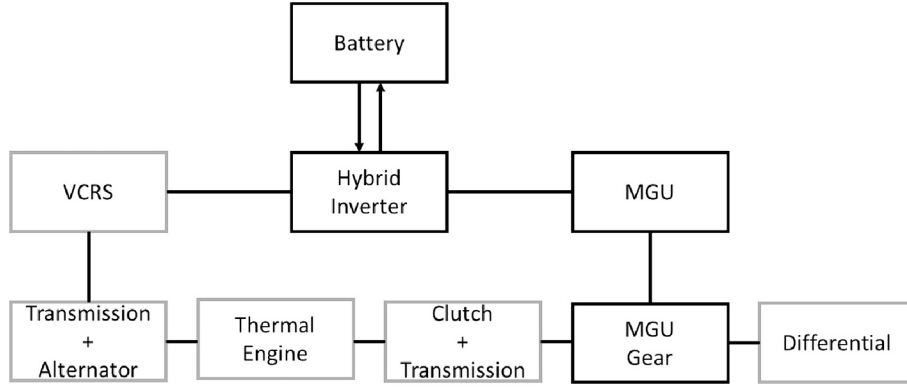 Battery
VCRS
Hybrid
Inverter
MGU
Transmission
+
Alternator
Thermal
Engine
Clutch
+
Transmission
MGU
Gear
Differential